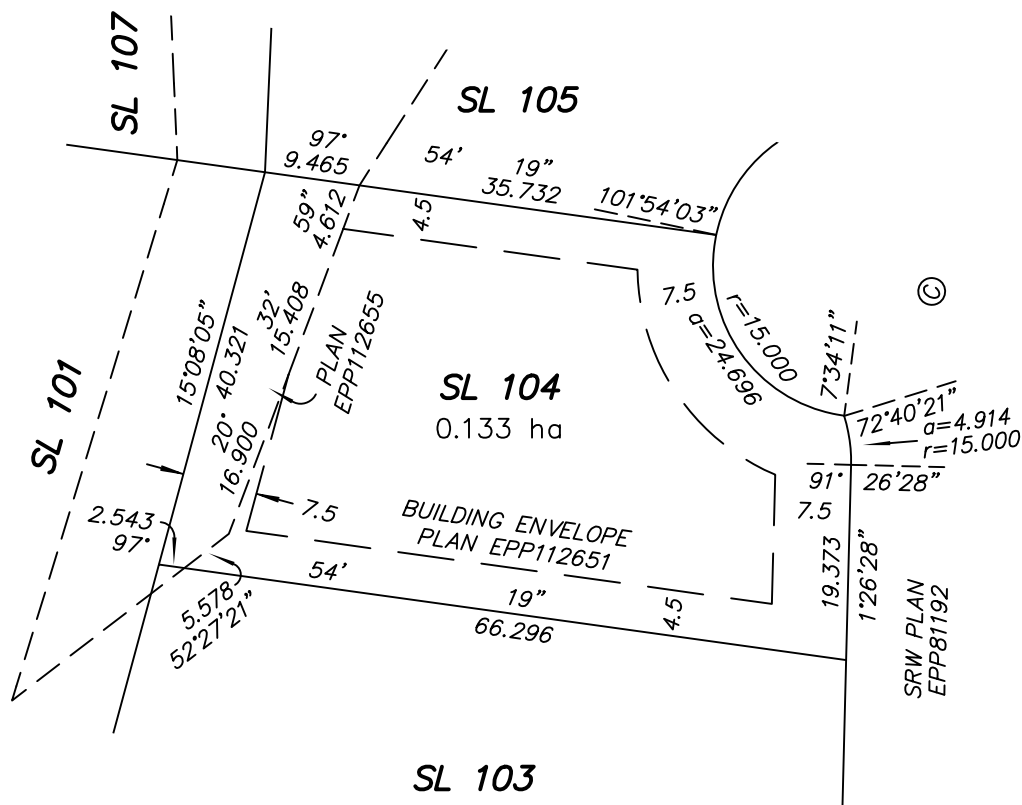 SL 107
SL 105
97° 54' 19"
9.465
35.732
101°54'03"
59"
4.612
4.5
32'
15.408
PLAN
EPP112655
7.5
r=15.000
a=24.696
©
7°34'11"
15°08'05"
40.321
SL 104
0.133 ha
SL 101
20°
16.900
72°40'21"
a=4.914
r=15.000
91° 26'28"
7.5
2.543
97°
7.5
BUILDING ENVELOPE
PLAN EPP112651
19.373
1°26'28"
54'
19"
66.296
4.5
5.578
52°27'21"
SRW PLAN
EPP81192
SL 103